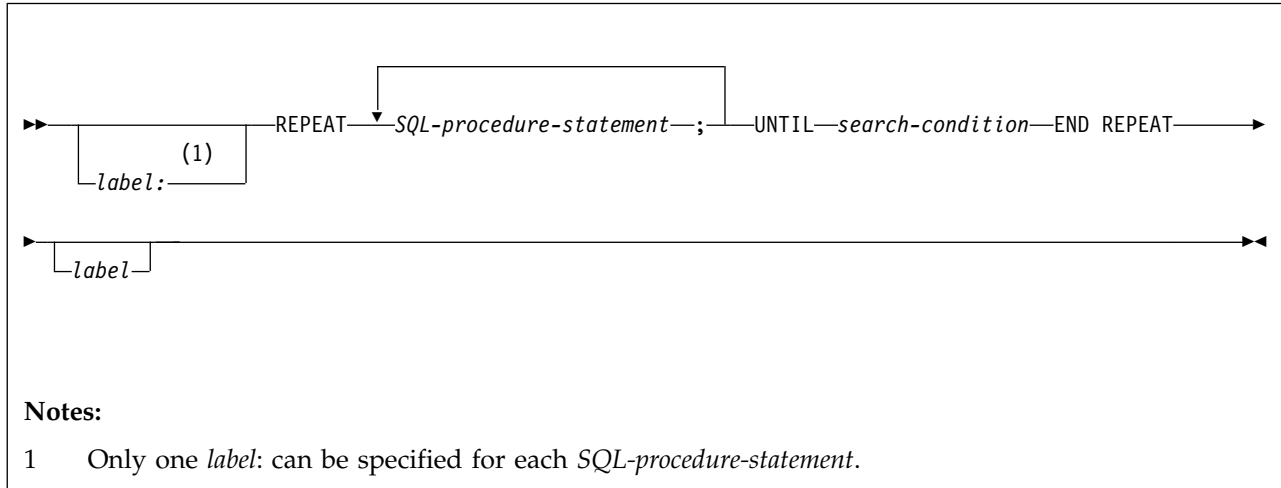 REPEAT SQL-procedure-statement ; UNTIL search-condition END REPEAT
(1)
label:
label
Notes:
1 Only one label: can be specified for each SQL-procedure-statement.